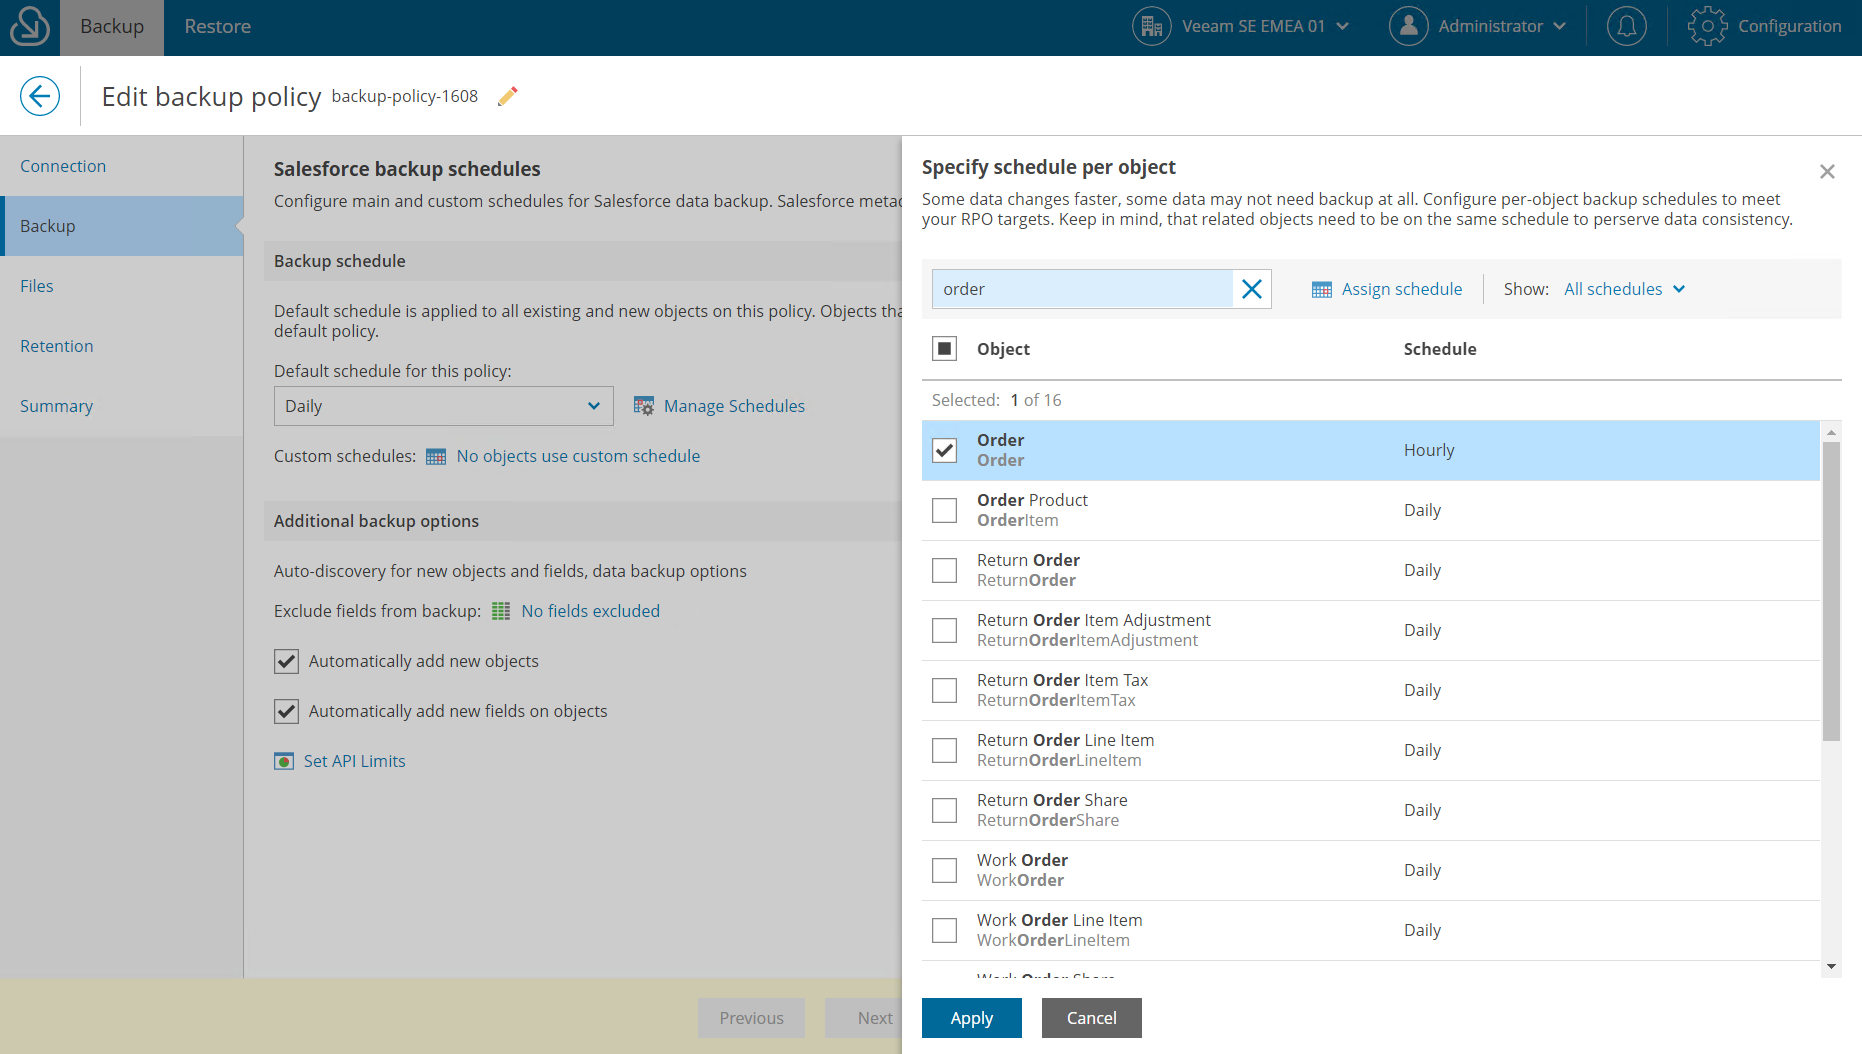 Backup
Restore
Veeam SE EMEA 01
Administrator
Configuration
Edit backup policy backup-policy-1608
Connection
Backup
Files
Retention
Summary
Salesforce backup schedules
Configure main and custom schedules for Salesforce data backup. Salesforce
Backup schedule
Default schedule is applied to all existing and new objects on this policy. Objects
default policy.
Default schedule for this policy:
Daily
Manage Schedules
Custom schedules: No objects use custom schedule
Additional backup options
Auto-discovery for new objects and fields, data backup options
Exclude fields from backup: No fields excluded
Automatically add new objects
Automatically add new fields on objects
Set API Limits
Previous
Next
Specify schedule per object
Some data changes faster, some data may not need backup at all. Configure per-object backup schedules to meet
your RPO targets. Keep in mind, that related objects need to be on the same schedule to perserve data consistency.
order
Assign schedule
Show: All schedules
Object Schedule
Selected: 1 of 16
Order
Order
Hourly
Order Product
OrderItem
Daily
Return Order
ReturnOrder
Daily
Return Order Item Adjustment
ReturnOrderItemAdjustment
Daily
Return Order Item Tax
ReturnOrderItemTax
Daily
Return Order Line Item
ReturnOrderLineItem
Daily
Return Order Share
ReturnOrderShare
Daily
Work Order
WorkOrder
Daily
Work Order Line Item
WorkOrderLineItem
Daily
Work Order Share
Apply
Cancel